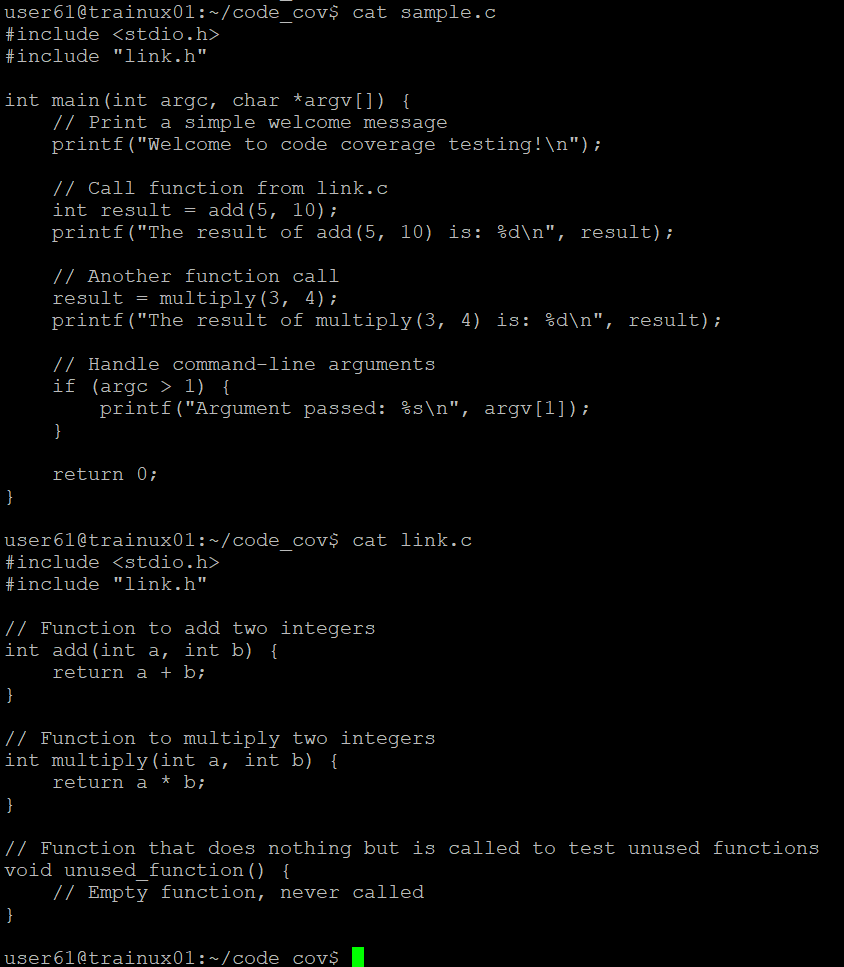 user61@trainux01:~/code_cov$ cat sample.c
#include <stdio.h>
#include "link.h"

int main(int argc, char *argv[]) {
    // Print a simple welcome message
    printf("Welcome to code coverage testing!\n");

    // Call function from link.c
    int result = add(5, 10);
    printf("The result of add(5, 10) is: %d\n", result);

    // Another function call
    result = multiply(3, 4);
    printf("The result of multiply(3, 4) is: %d\n", result);

    // Handle command-line arguments
    if (argc > 1) {
        printf("Argument passed: %s\n", argv[1]);
    }

    return 0;
}

user61@trainux01:~/code_cov$ cat link.c
#include <stdio.h>
#include "link.h"

// Function to add two integers
int add(int a, int b) {
    return a + b;
}

// Function to multiply two integers
int multiply(int a, int b) {
    return a * b;
}

// Function that does nothing but is called to test unused functions
void unused_function() {
    // Empty function, never called
}

user61@trainux01:~/code_cov$